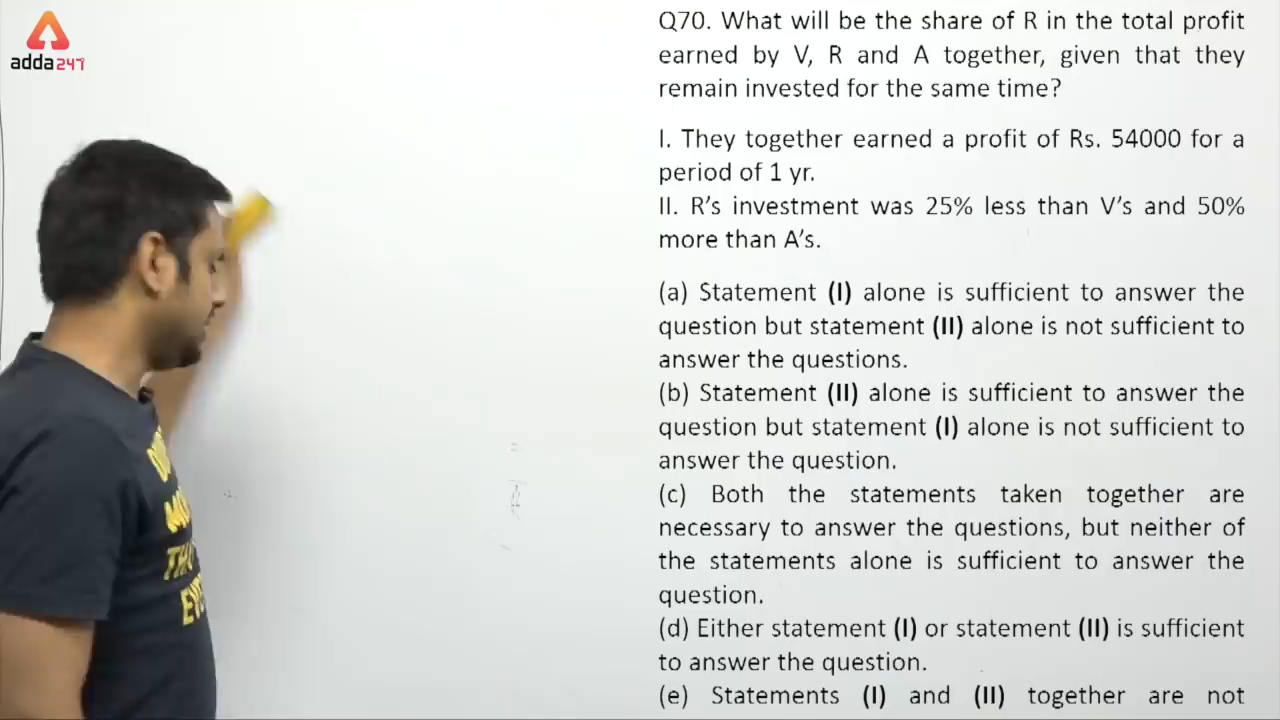 adda247
Q70. What will be the share of R in the total profit
earned by V, R and A together, given that they
remain invested for the same time?
I. They together earned a profit of Rs. 54000 for a
period of 1 yr.
II. R's investment was 25% less than V's and 50%
more than A's.
(a) Statement (I) alone is sufficient to answer the
question but statement (II) alone is not sufficient to
answer the questions.
(b) Statement (II) alone is sufficient to answer the
question but statement (I) alone is not sufficient to
answer the question.
(c) Both the statements taken together are
necessary to answer the questions, but neither of
the statements alone is sufficient to answer the
question.
(d) Either statement (I) or statement (II) is sufficient
to answer the question.
(e) Statements (I) and (II) together are not